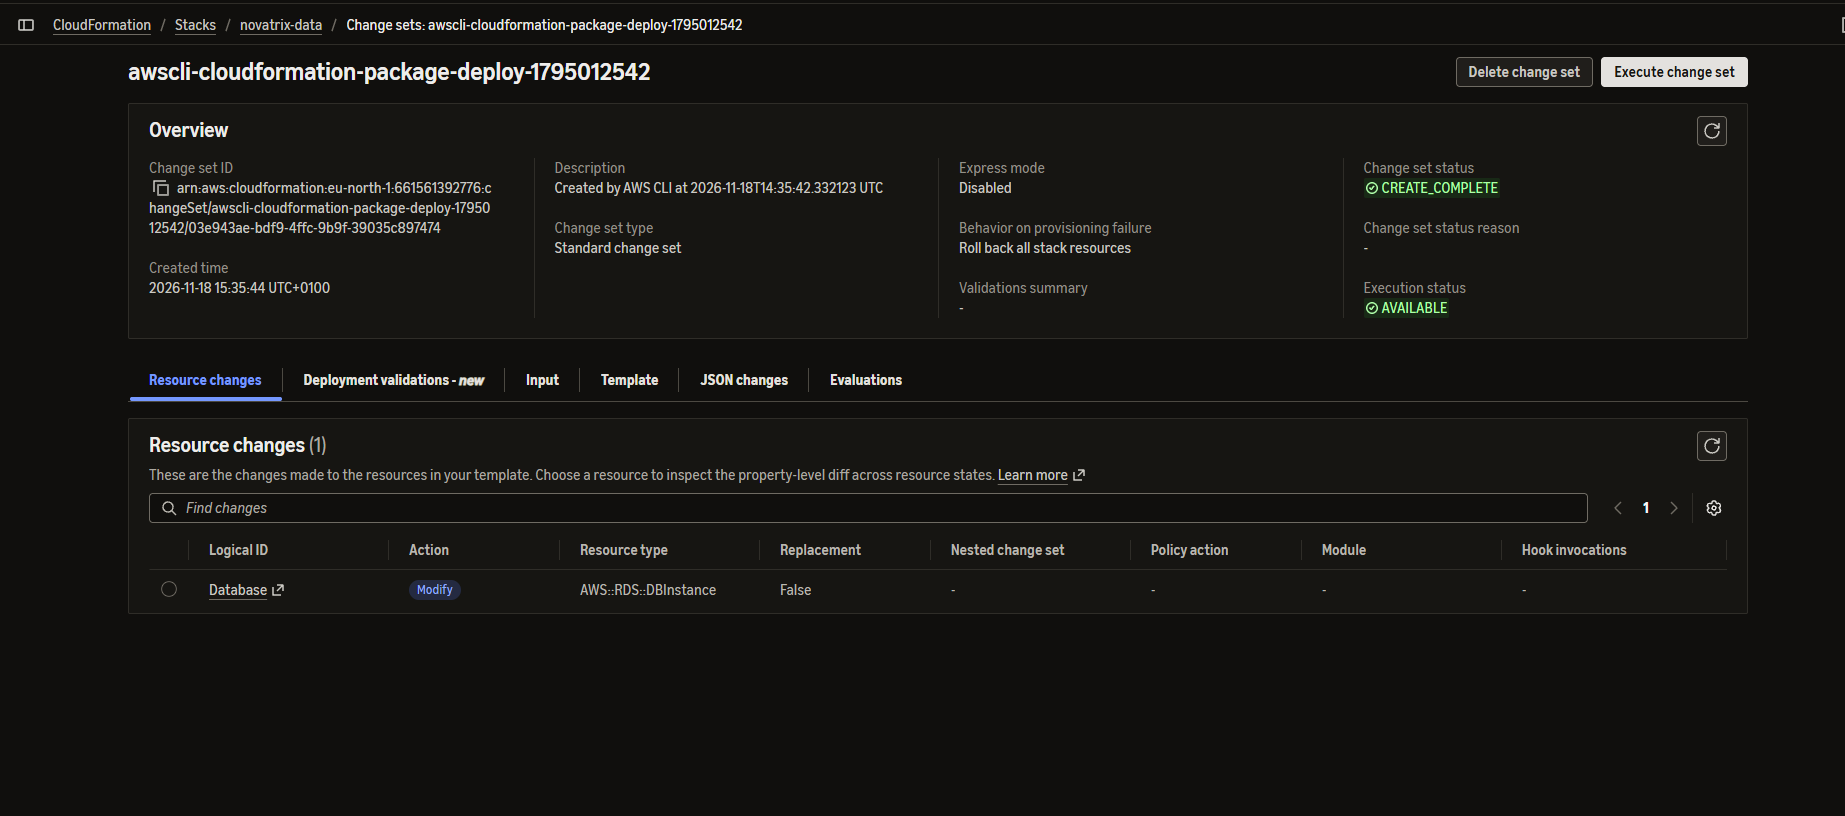 CloudFormation / Stacks / novatrix-data / Change sets: awscli-cloudformation-package-deploy-1795012542
awscli-cloudformation-package-deploy-1795012542
Delete change set
Execute change set
Overview
Change set ID
arn:aws:cloudformation:eu-north-1:661561392776:c
hangeSet/awscli-cloudformation-package-deploy-17950
12542/03e943ae-bdf9-4ffc-9b9f-39035c897474
Created time
2026-11-18 15:35:44 UTC+0100
Description
Created by AWS CLI at 2026-11-18T14:35:42.332123 UTC
Change set type
Standard change set
Express mode
Disabled
Behavior on provisioning failure
Roll back all stack resources
Validations summary
-
Change set status
CREATE_COMPLETE
Change set status reason
-
Execution status
AVAILABLE
Resource changes
Deployment validations - new
Input
Template
JSON changes
Evaluations
Resource changes (1)
These are the changes made to the resources in your template. Choose a resource to inspect the property-level diff across resource states. Learn more
Find changes
1
Logical ID Action Resource type Replacement Nested change set Policy action Module Hook invocations
Database Modify AWS::RDS::DBInstance False - - - -